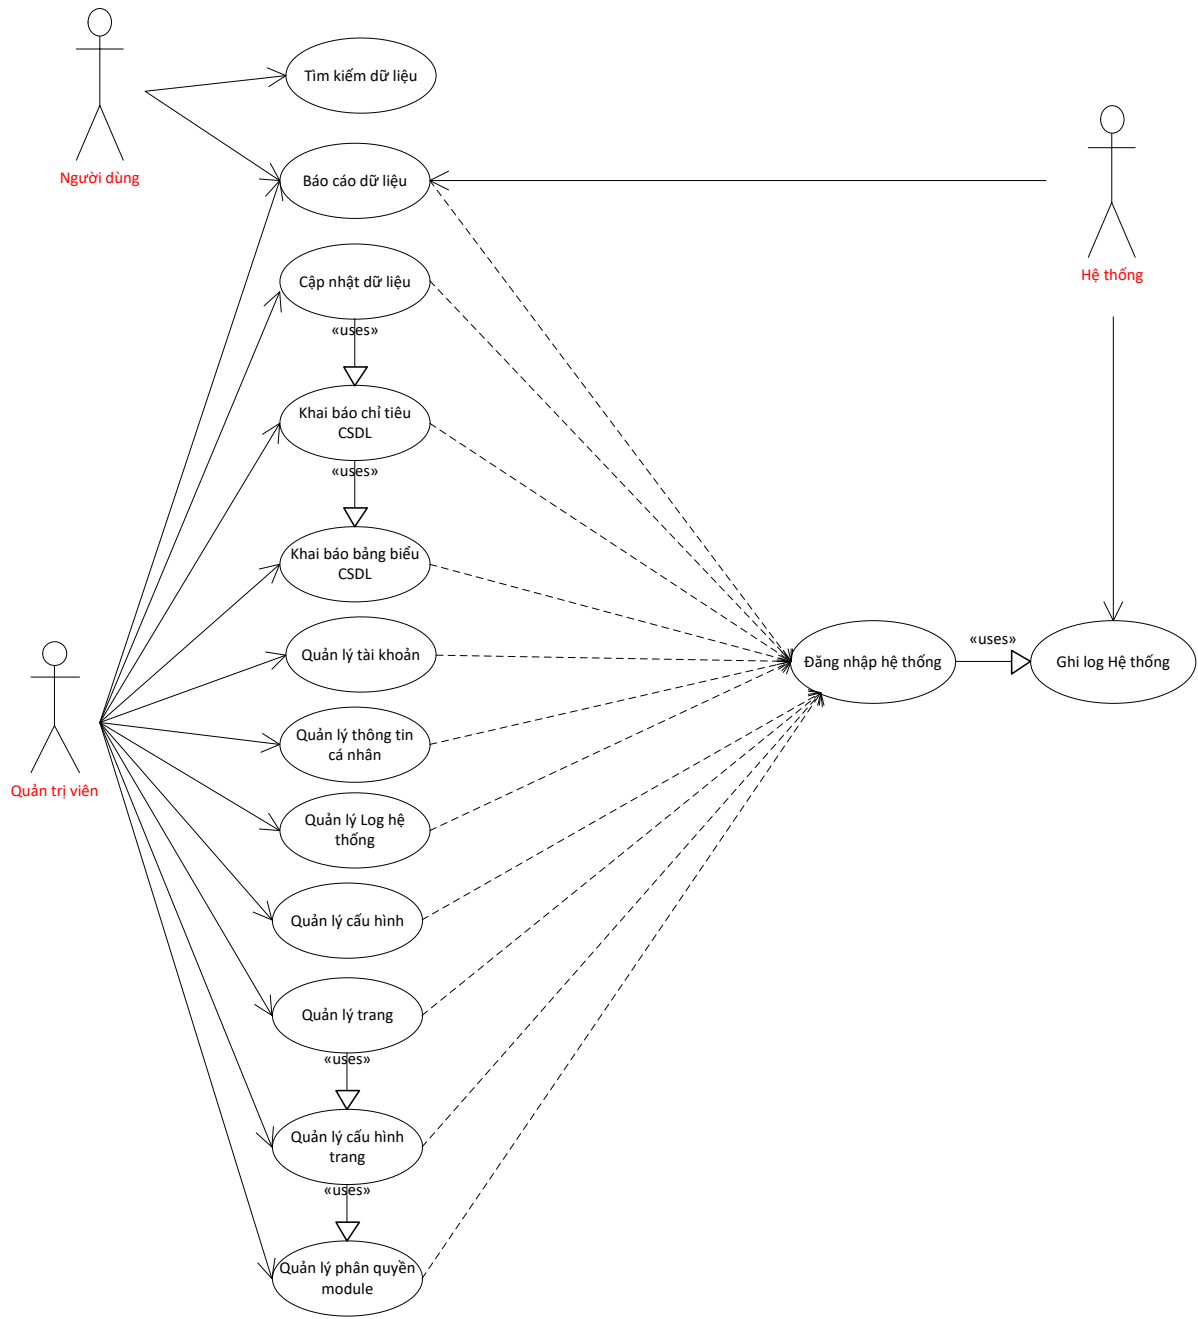 Tìm kiếm dữ liệu
Người dùng
Báo cáo dữ liệu
Hệ thống
Cập nhật dữ liệu
«uses»
Khai báo chỉ tiêu
CSDL
«uses»
Khai báo bảng biểu
CSDL
Quản lý tài khoản
Đăng nhập hệ thống
«uses»
Ghi log Hệ thống
Quản lý thông tin
cá nhân
Quản trị viên
Quản lý Log hệ
thống
Quản lý cấu hình
Quản lý trang
«uses»
Quản lý cấu hình
trang
«uses»
Quản lý phân quyền
module